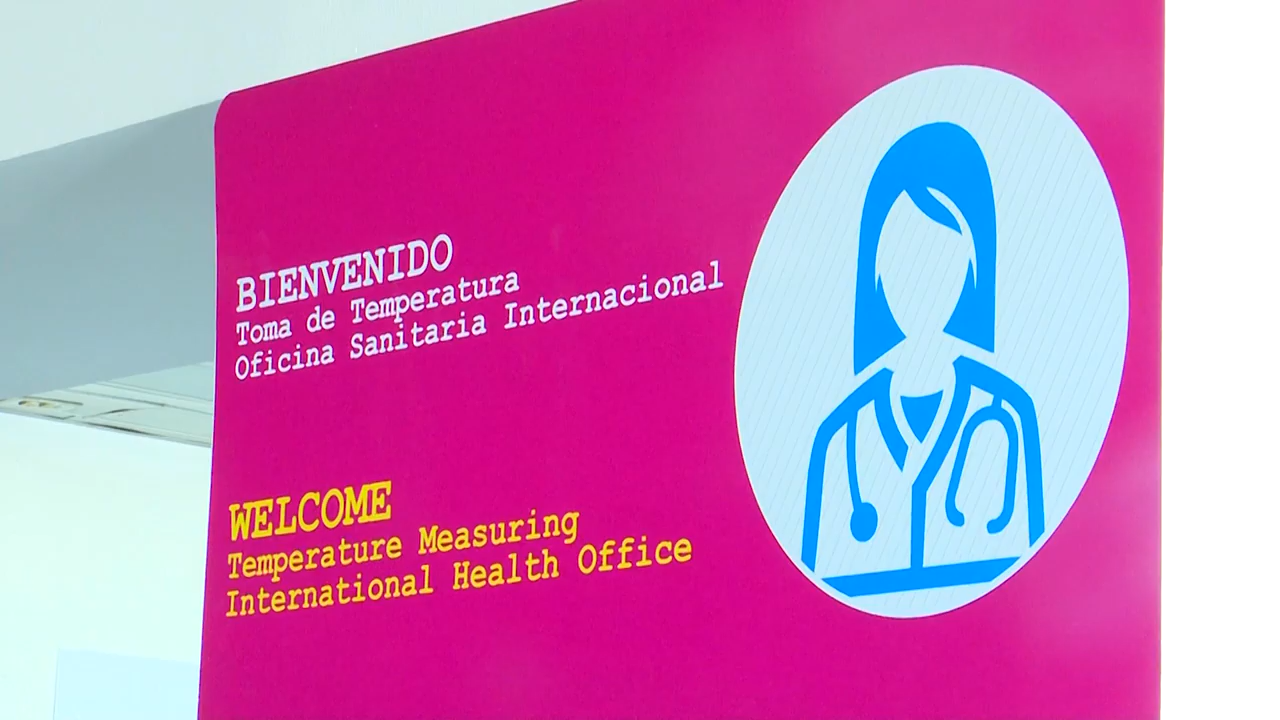 BIENVENIDO
Toma de Temperatura
Oficina Sanitaria Internacional
WELCOME
Temperature Measuring
International Health Office